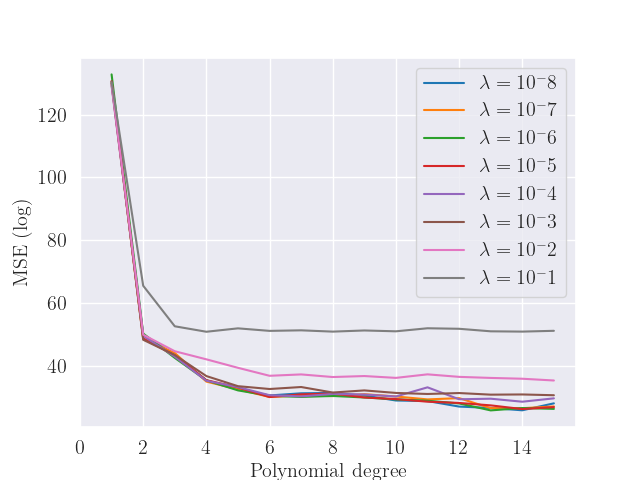 120
100
80
60
40
MSE (log)
0 2 4 6 8 10 12 14
Polynomial degree
λ = 10⁻8
λ = 10⁻7
λ = 10⁻6
λ = 10⁻5
λ = 10⁻4
λ = 10⁻3
λ = 10⁻2
λ = 10⁻1